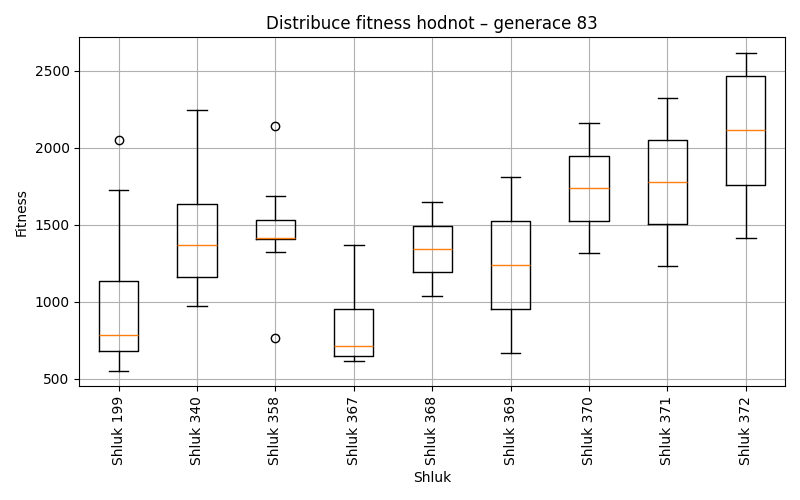 Distribuce fitness hodnot – generace 83
Fitness
2500
2000
1500
1000
500
Shluk 199
Shluk 340
Shluk 358
Shluk 367
Shluk 368
Shluk 369
Shluk 370
Shluk 371
Shluk 372
Shluk